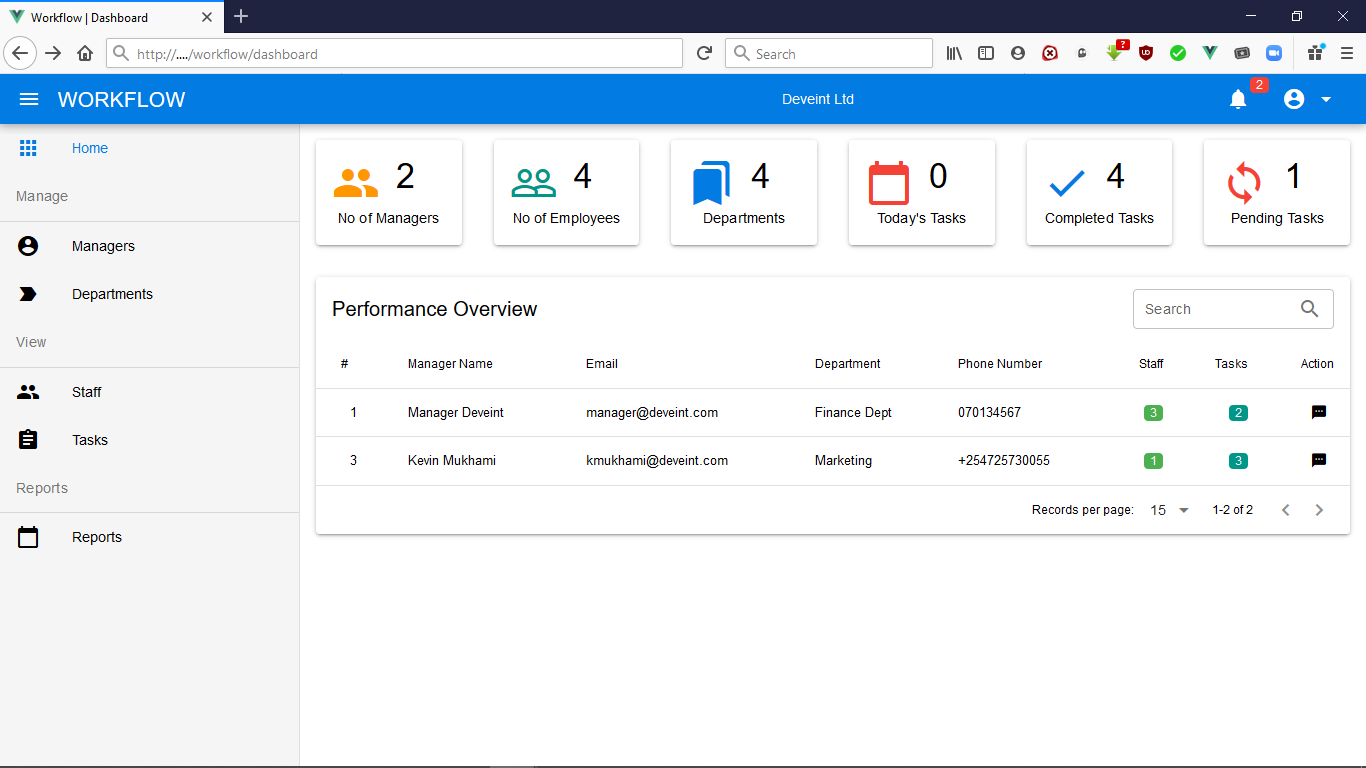 Workflow | Dashboard
http://..../workflow/dashboard
Search
?
UO
WORKFLOW
Deveint Ltd
2
Home
Manage
Managers
Departments
View
Staff
Tasks
Reports
Reports
2
No of Managers
4
No of Employees
4
Departments
0
Today's Tasks
4
Completed Tasks
1
Pending Tasks
Performance Overview
Search
# Manager Name Email Department Phone Number Staff Tasks Action
1 Manager Deveint manager@deveint.com Finance Dept 070134567 3 2
3 Kevin Mukhami kmukhami@deveint.com Marketing +254725730055 1 3
Records per page: 15 1-2 of 2